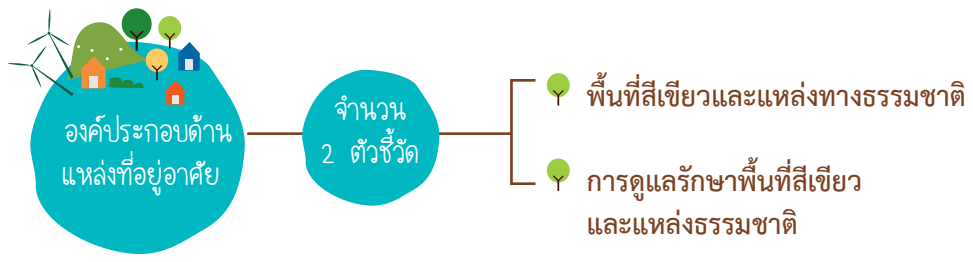 องค์ประกอบด้าน
แหล่งที่อยู่อาศัย
จำนวน
2 ตัวชี้วัด
พื้นที่สีเขียวและแหล่งทางธรรมชาติ
การดูแลรักษาพื้นที่สีเขียว
และแหล่งธรรมชาติ